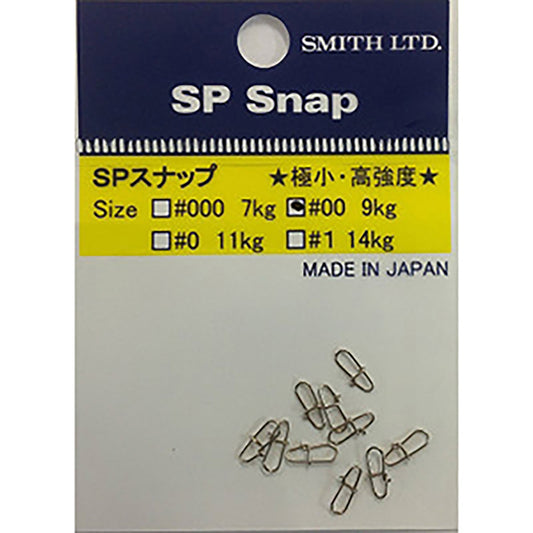 SMITH LTD.
SP Snap
SPスナップ ★極小・高強度★
Size □#000 7kg ☑#00 9kg
□#0 11kg □#1 14kg
MADE IN JAPAN